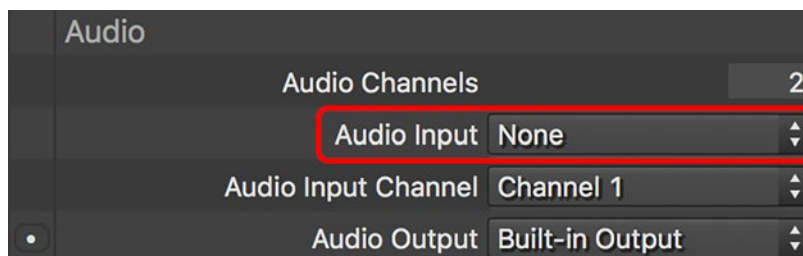 Audio
Audio Channels 2
Audio Input None
Audio Input Channel Channel 1
Audio Output Built-in Output